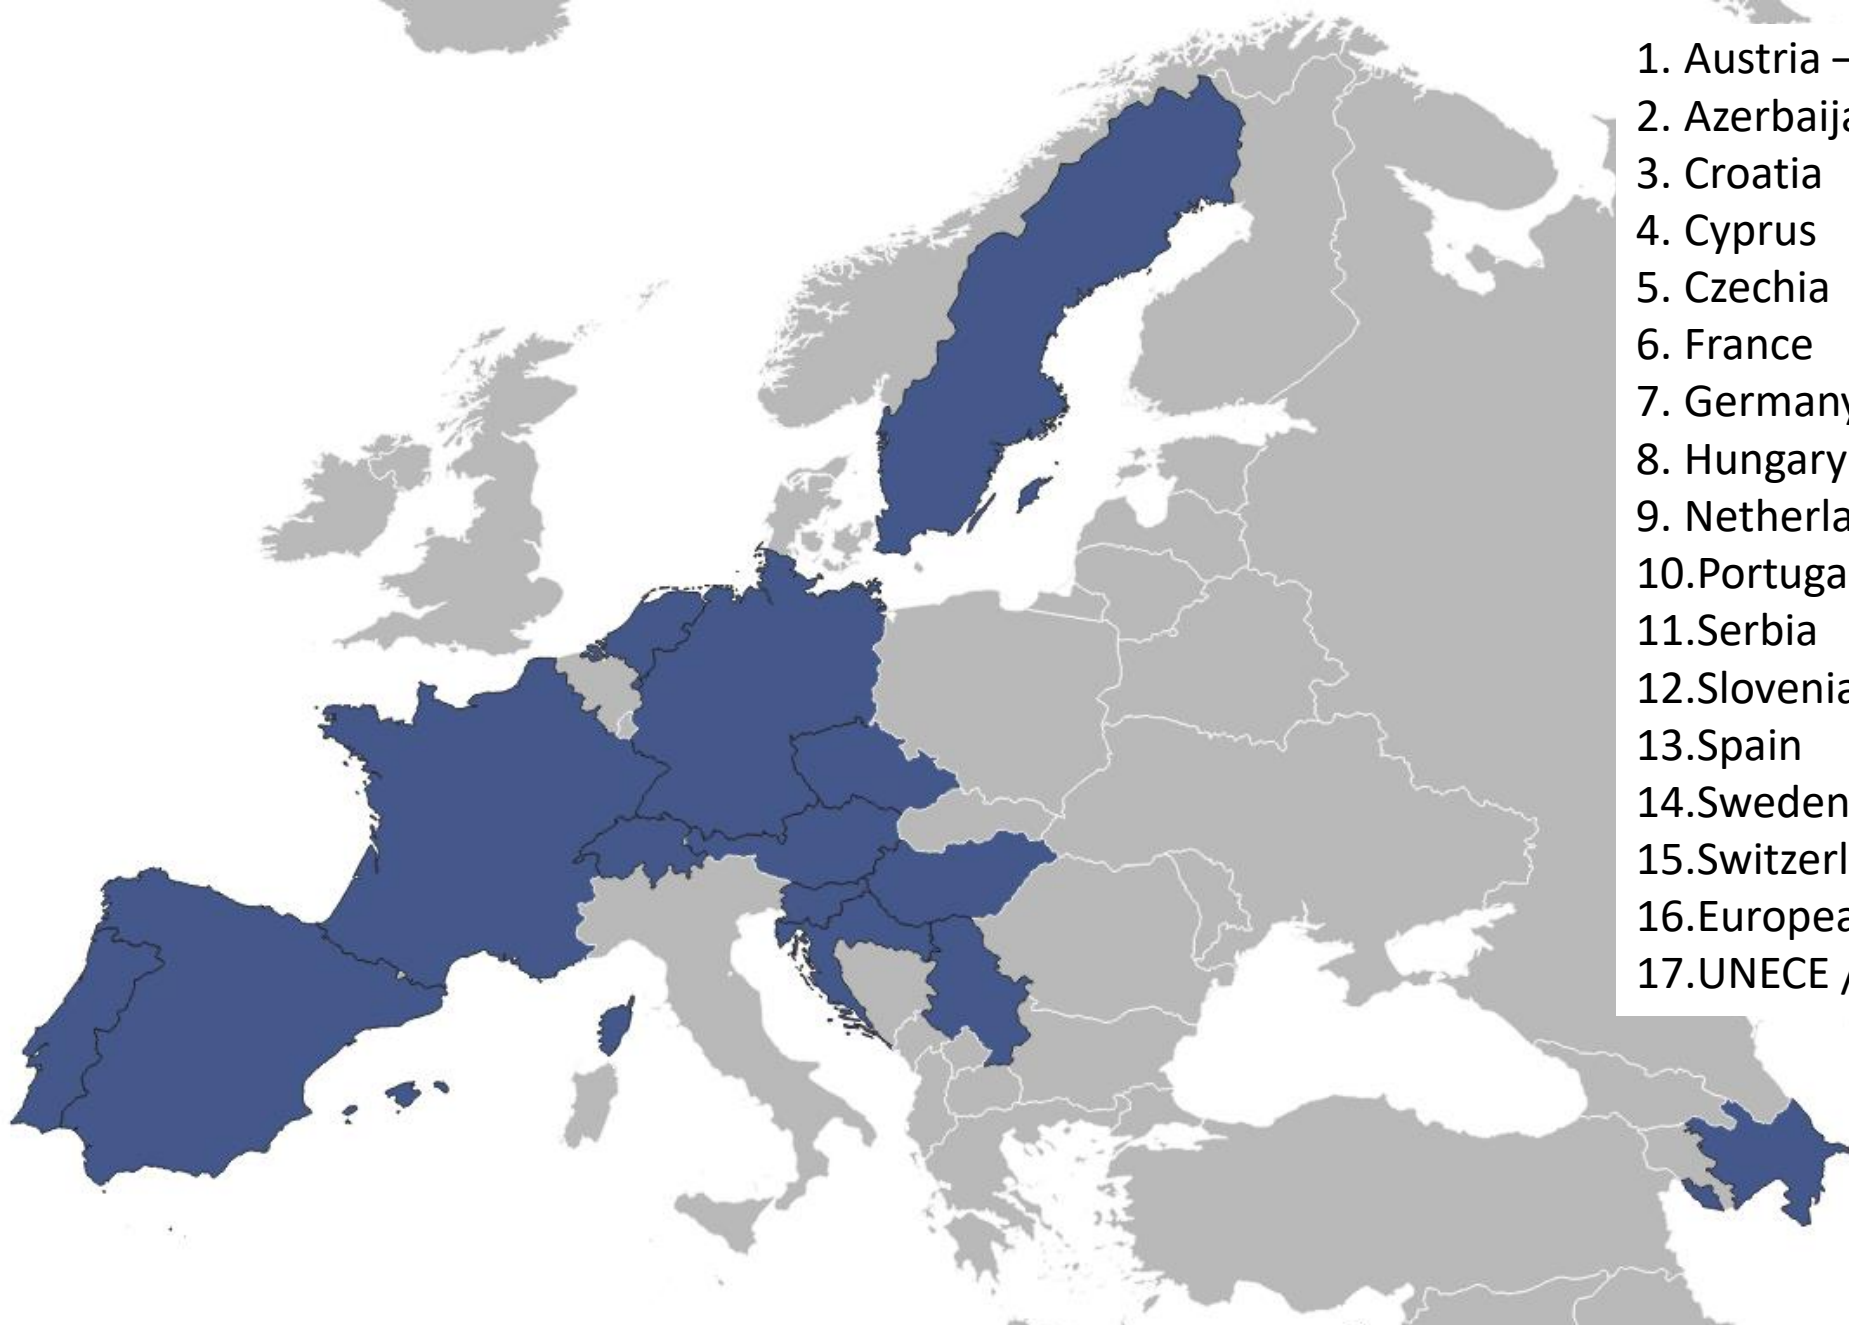 1. Austria –
2. Azerbaija
3. Croatia
4. Cyprus
5. Czechia
6. France
7. Germany
8. Hungary
9. Netherla
10.Portuga
11.Serbia
12.Slovenia
13.Spain
14.Sweden
15.Switzerl
16.Europea
17.UNECE /